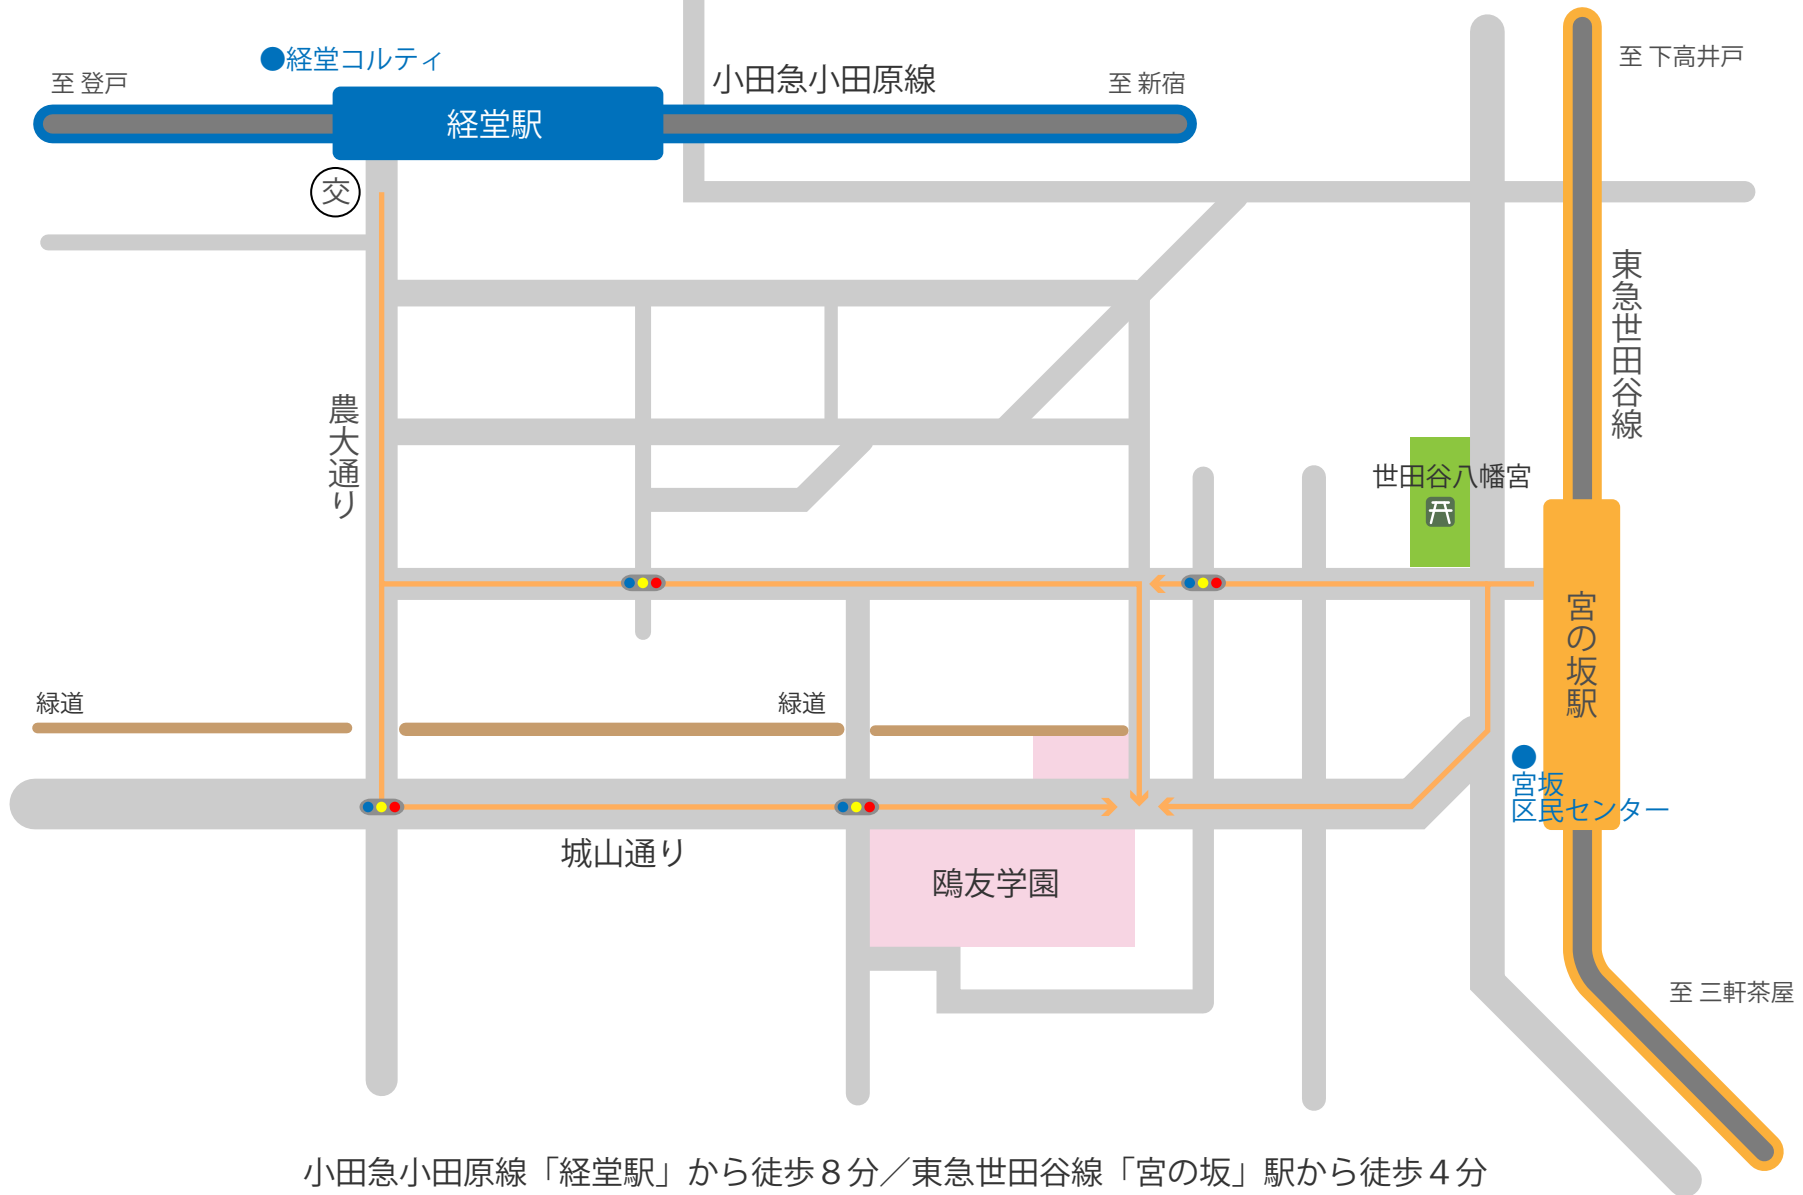 ●経堂コルティ
至 登戸
小田急小田原線
至 新宿
至 下高井戸
経堂駅
交
東急世田谷線
農大通り
世田谷八幡宮
宮の坂駅
緑道
緑道
宮坂
区民センター
城山通り
鴎友学園
至 三軒茶屋
小田急小田原線「経堂駅」から徒歩８分／東急世田谷線「宮の坂」駅から徒歩４分